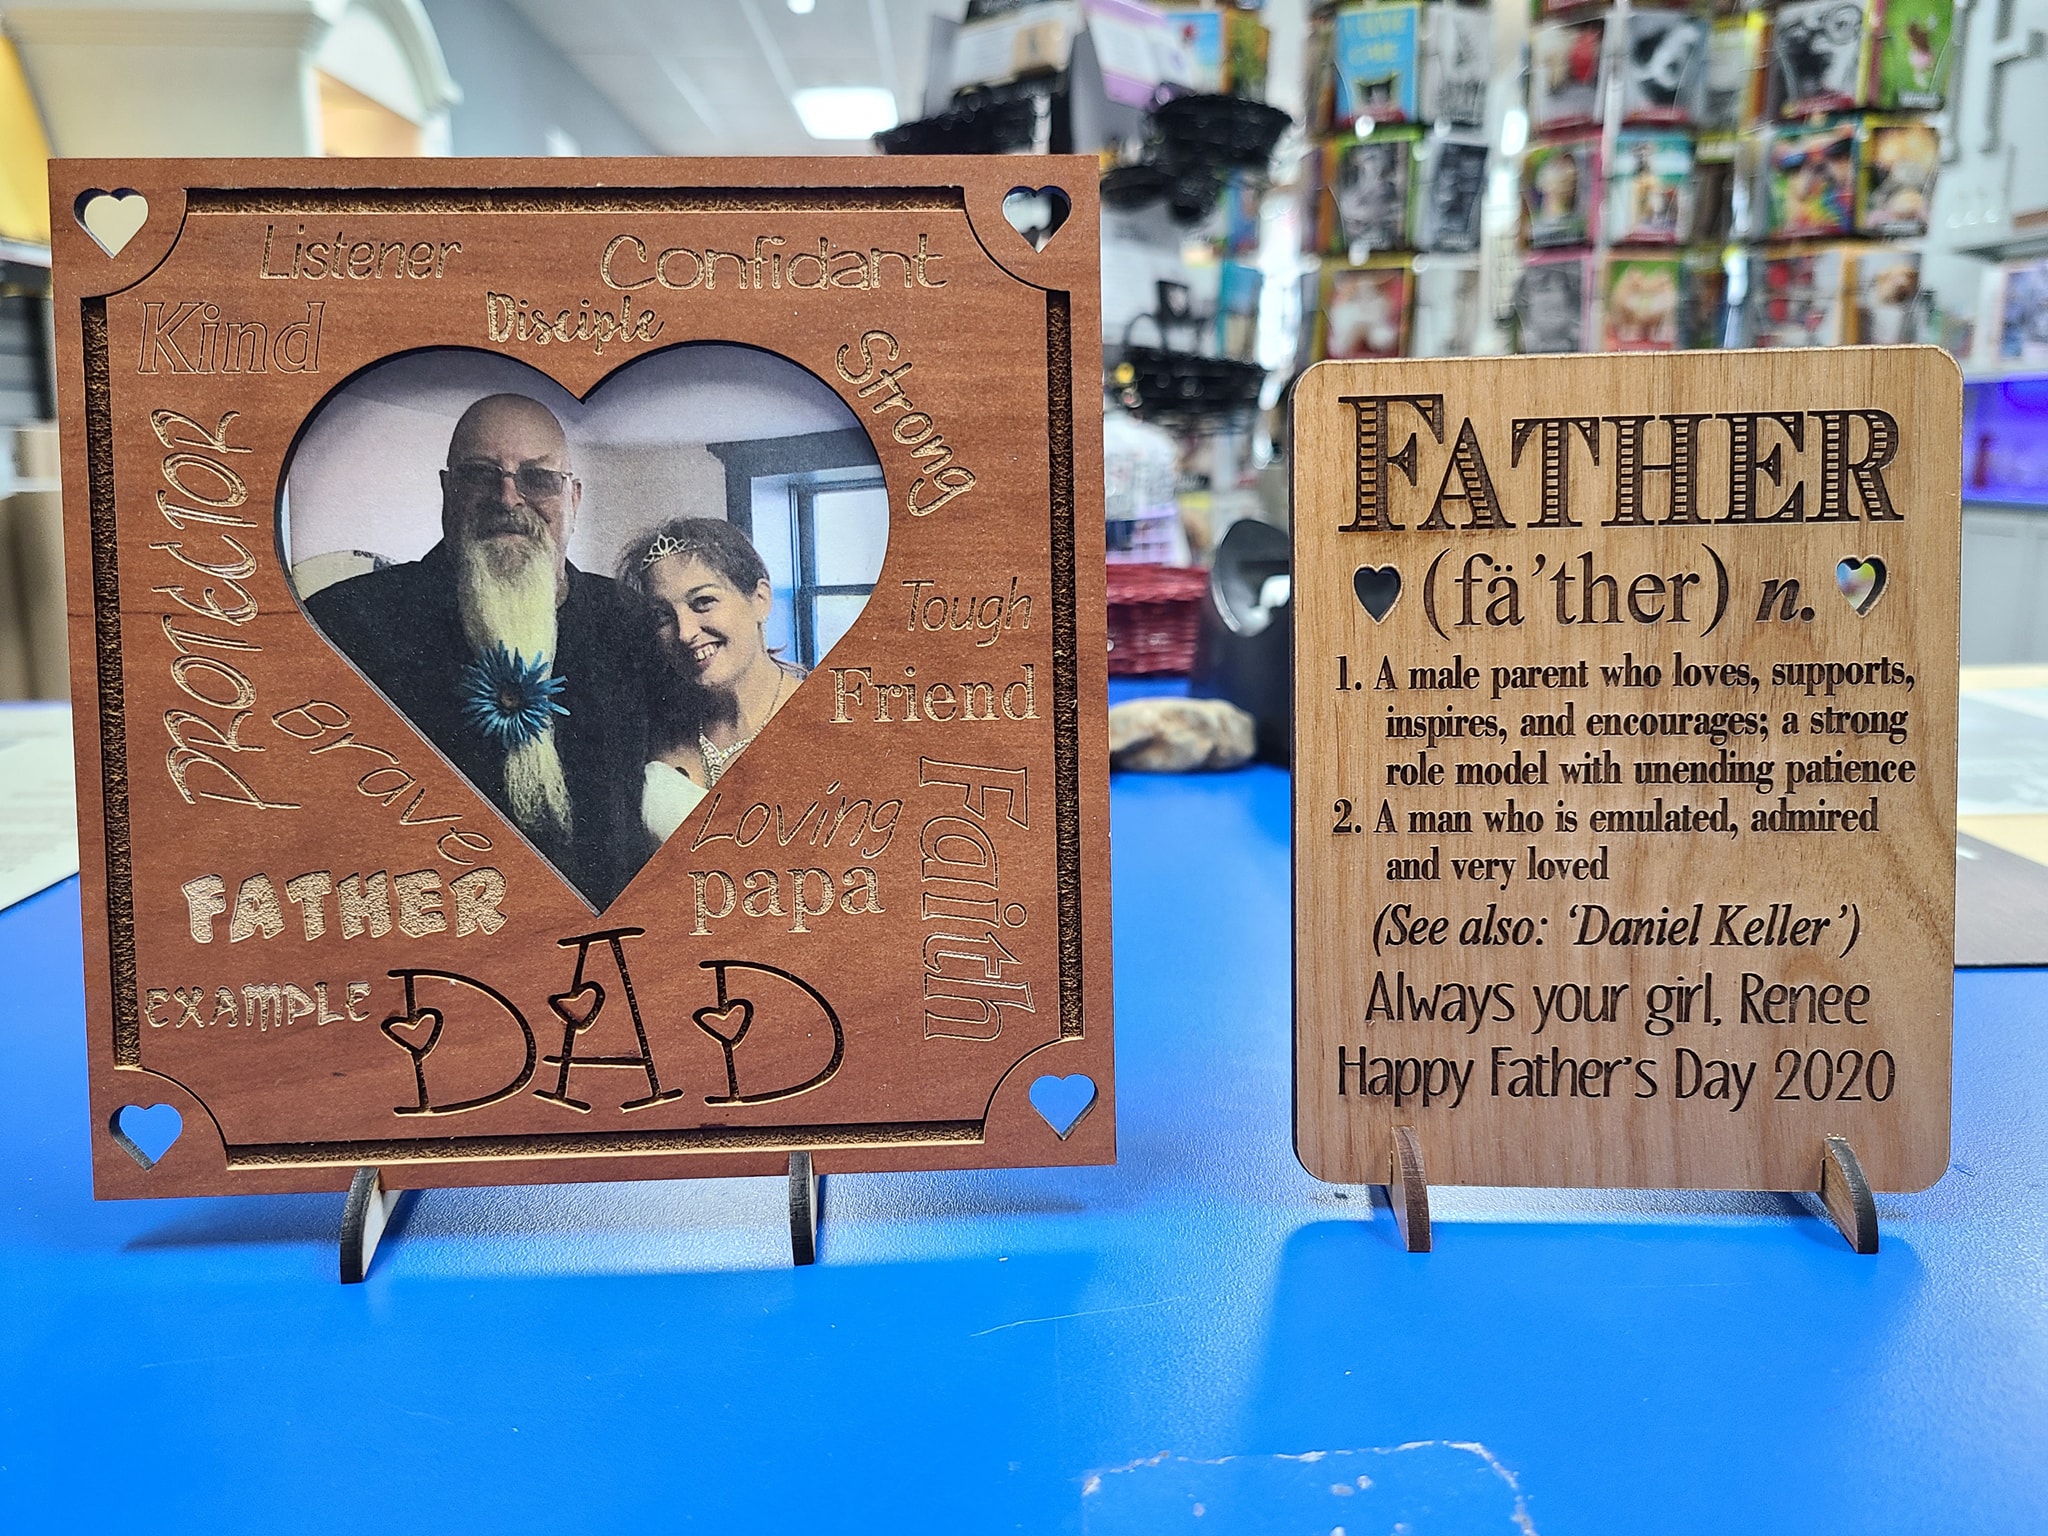 Listener
Confidant
Kind
Disciple
Strong
PROTECTOR
Tough
Friend
Brave
Loving
Faith
FATHER
papa
EXAMPLE
DAD
FATHER
(fä’ther) n.
1. A male parent who loves, supports,
inspires, and encourages; a strong
role model with unending patience
2. A man who is emulated, admired
and very loved
(See also: ‘Daniel Keller’)
Always your girl, Renee
Happy Father’s Day 2020